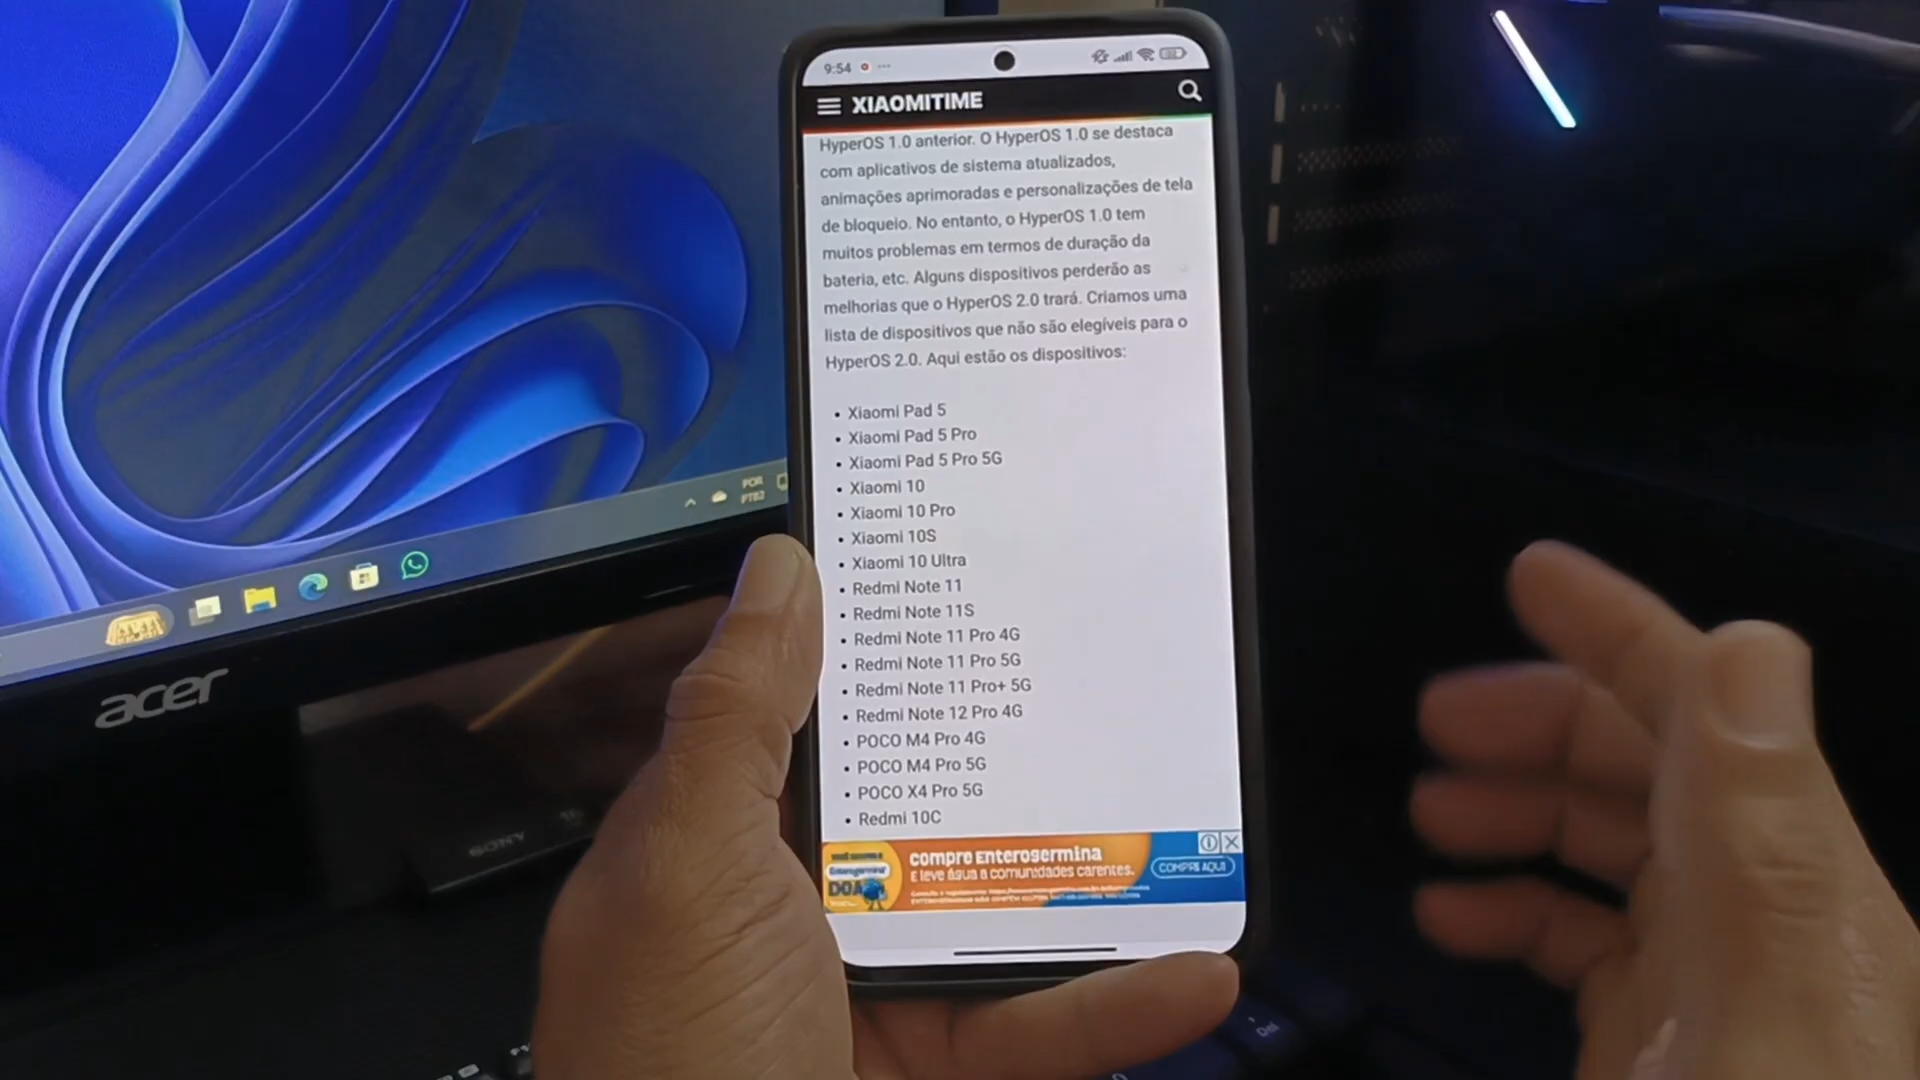 9:54
XIAOMITIME
HyperOS 1.0 anterior. O HyperOS 1.0 se destaca
com aplicativos de sistema atualizados,
animações aprimoradas e personalizações de tela
de bloqueio. No entanto, o HyperOS 1.0 tem
muitos problemas em termos de duração da
bateria, etc. Alguns dispositivos perderão as
melhorias que o HyperOS 2.0 trará. Criamos uma
lista de dispositivos que não são elegíveis para o
HyperOS 2.0. Aqui estão os dispositivos:
• Xiaomi Pad 5
• Xiaomi Pad 5 Pro
• Xiaomi Pad 5 Pro 5G
• Xiaomi 10
• Xiaomi 10 Pro
• Xiaomi 10S
• Xiaomi 10 Ultra
• Redmi Note 11
• Redmi Note 11S
• Redmi Note 11 Pro 4G
• Redmi Note 11 Pro 5G
• Redmi Note 11 Pro+ 5G
• Redmi Note 12 Pro 4G
• POCO M4 Pro 4G
• POCO M4 Pro 5G
• POCO X4 Pro 5G
• Redmi 10C
Enterogermina
DOA
compre Enterogermina
E leve água a comunidades carentes.
COMPRE AQUI
POR
PTB2
acer
SONY
Del